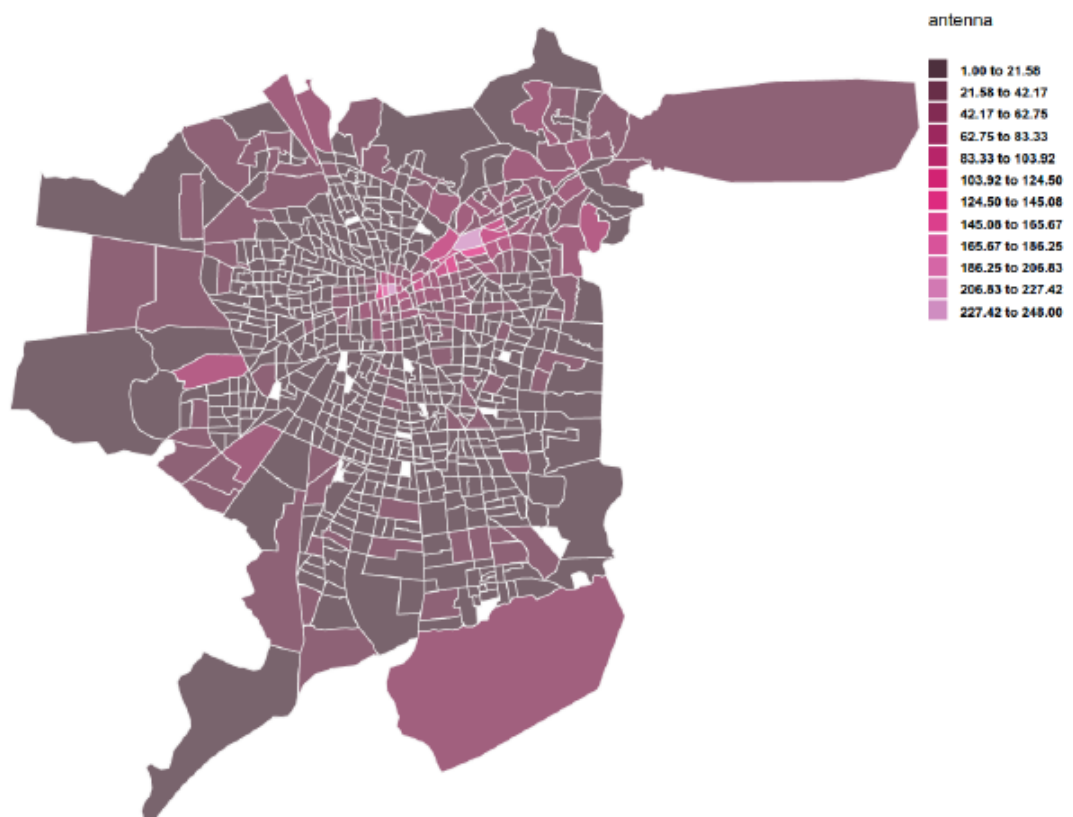 antenna
1.00 to 21.58
21.58 to 42.17
42.17 to 62.75
62.75 to 83.33
83.33 to 103.92
103.92 to 124.50
124.50 to 145.08
145.08 to 165.67
165.67 to 186.25
186.25 to 206.83
206.83 to 227.42
227.42 to 248.00